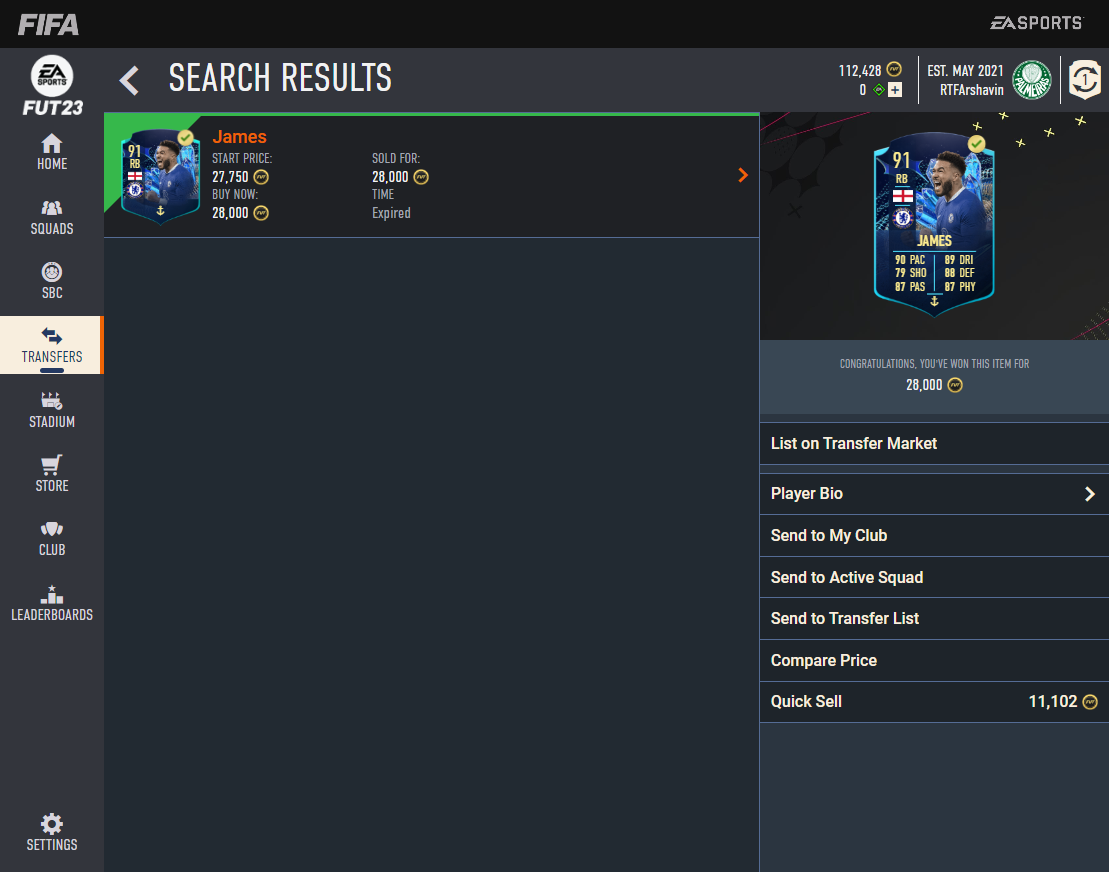 FIFA
EA SPORTS
EA SPORTS
FUT23
SEARCH RESULTS
112,428
0
EST. MAY 2021
RTFArshavin
PALMEIRAS
1
HOME
SQUADS
SBC
TRANSFERS
STADIUM
STORE
CLUB
LEADERBOARDS
SETTINGS
91
RB
James
START PRICE:
27,750
BUY NOW:
28,000
SOLD FOR:
28,000
TIME
Expired
91
RB
JAMES
90 PAC 89 DRI
79 SHO 88 DEF
87 PAS 87 PHY
CONGRATULATIONS, YOU'VE WON THIS ITEM FOR
28,000
List on Transfer Market
Player Bio
Send to My Club
Send to Active Squad
Send to Transfer List
Compare Price
Quick Sell 11,102